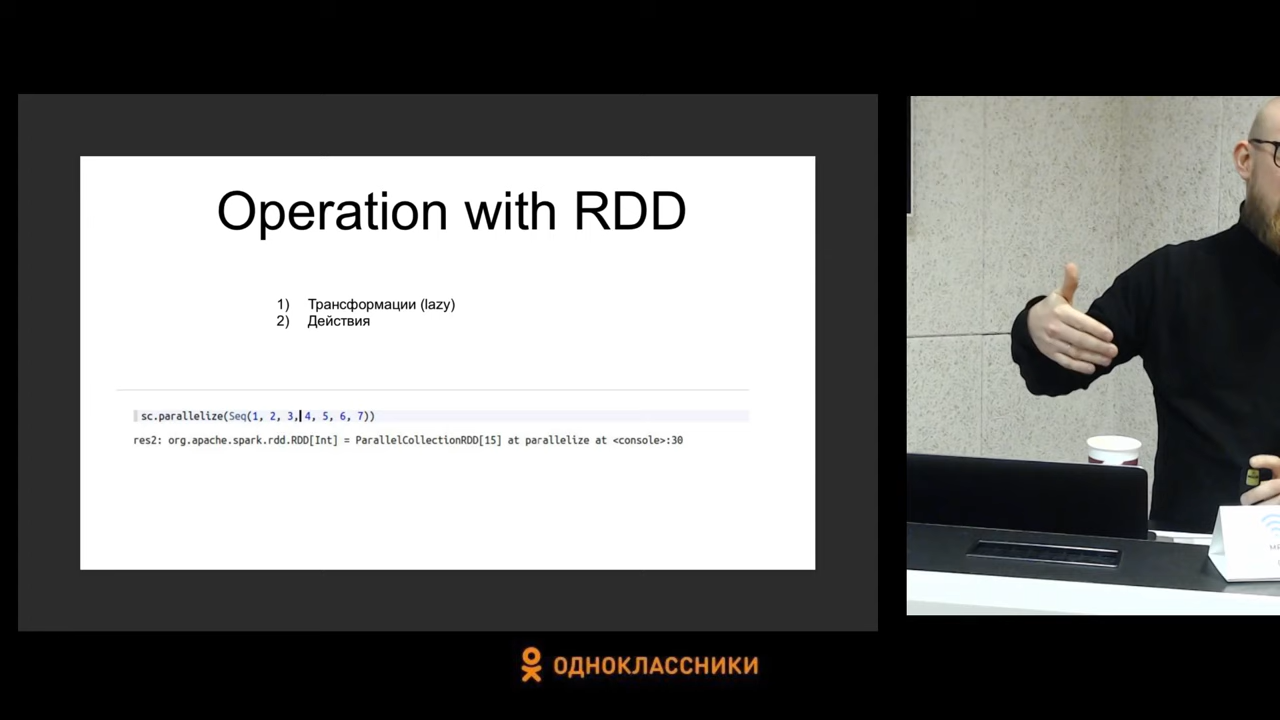 Operation with RDD
1) Трансформации (lazy)
2) Действия
sc.parallelize(Seq(1, 2, 3, 4, 5, 6, 7))
res2: org.apache.spark.rdd.RDD[Int] = ParallelCollectionRDD[15] at parallelize at <console>:30
ОДНОКЛАССНИКИ